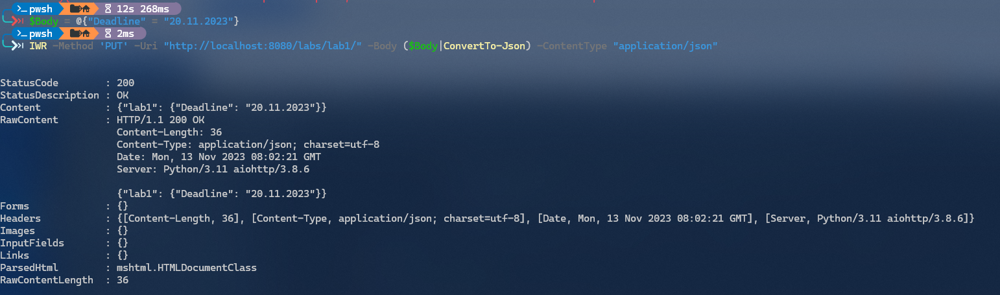 pwsh 12s 268ms
$Body = @{"Deadline" = "20.11.2023"}
pwsh 2ms
IWR -Method 'PUT' -Uri "http://localhost:8080/labs/lab1/" -Body ($Body|ConvertTo-Json) -ContentType "application/json"
StatusCode : 200
StatusDescription : OK
Content : {"lab1": {"Deadline": "20.11.2023"}}
RawContent : HTTP/1.1 200 OK
Content-Length: 36
Content-Type: application/json; charset=utf-8
Date: Mon, 13 Nov 2023 08:02:21 GMT
Server: Python/3.11 aiohttp/3.8.6
{"lab1": {"Deadline": "20.11.2023"}}
Forms : {}
Headers : {[Content-Length, 36], [Content-Type, application/json; charset=utf-8], [Date, Mon, 13 Nov 2023 08:02:21 GMT], [Server, Python/3.11 aiohttp/3.8.6]}
Images : {}
InputFields : {}
Links : {}
ParsedHtml : mshtml.HTMLDocumentClass
RawContentLength : 36